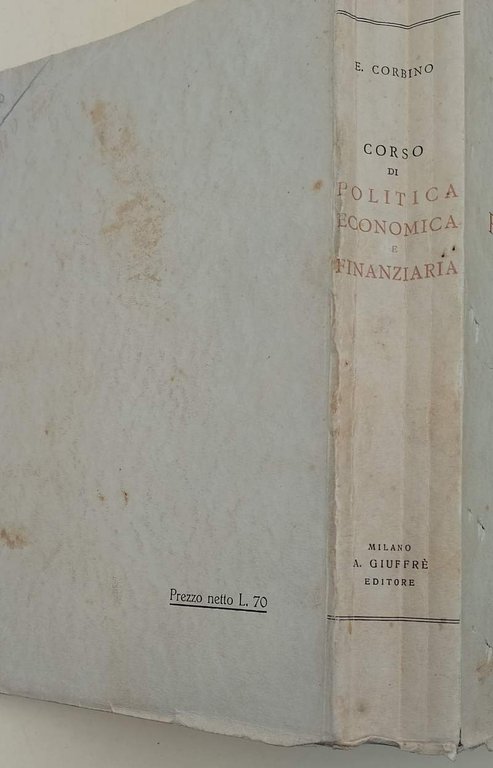 E. CORBINO
CORSO
DI
POLITICA
ECONOMICA
E
FINANZIARIA
MILANO
A. GIUFFRÈ
EDITORE
Prezzo netto L. 70